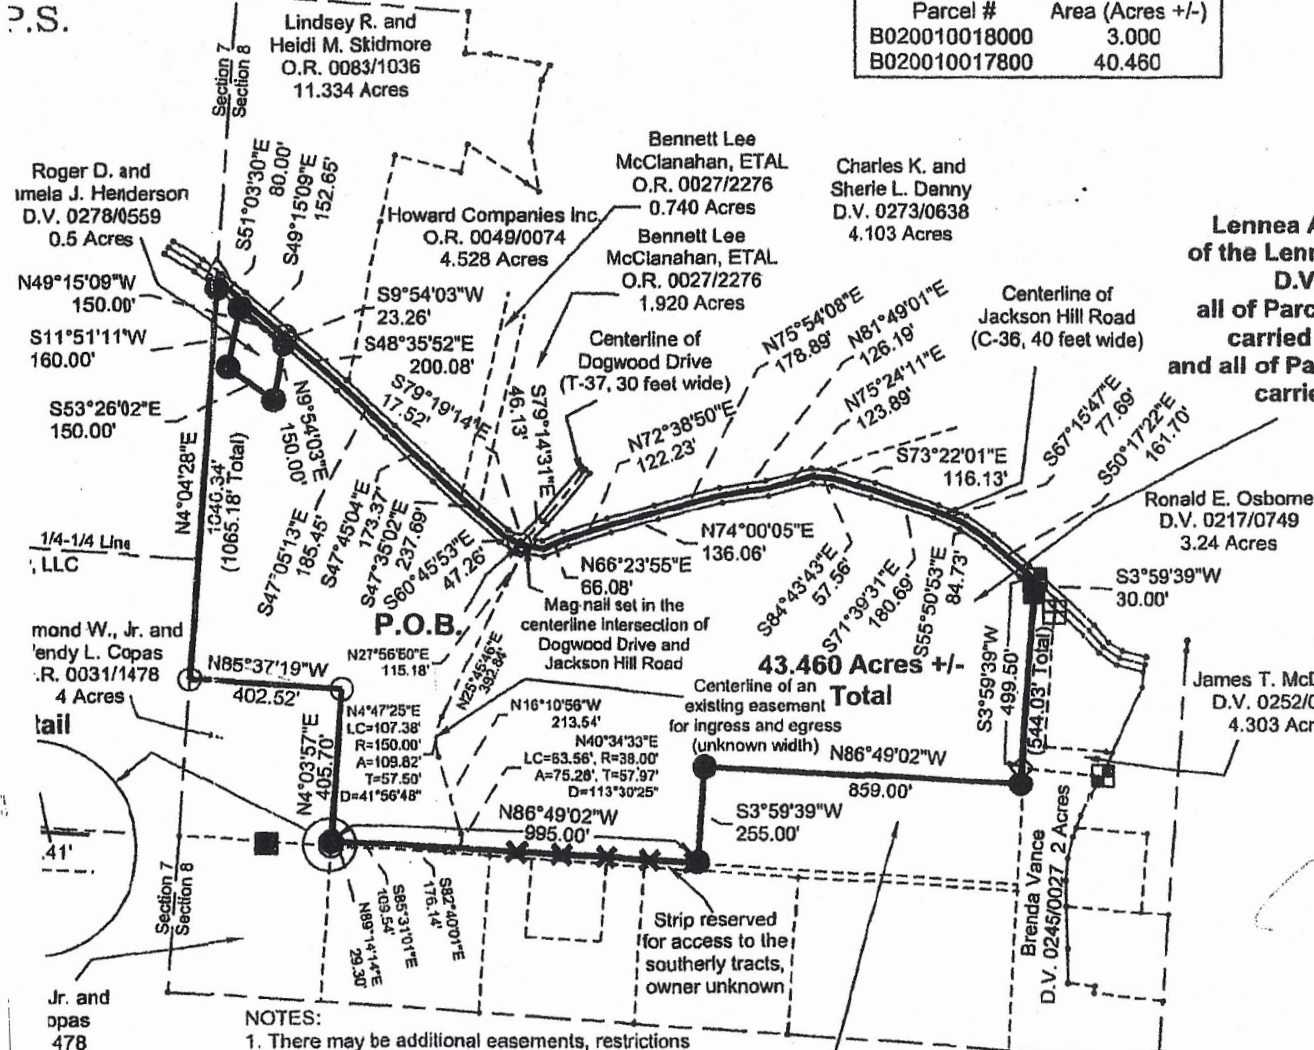 P.S.
Parcel # Area (Acres +/-)
B020010018000 3.000
B020010017800 40.460
Lindsey R. and
Heidi M. Skidmore
O.R. 0083/1036
11.334 Acres
Section 7
Section 8
Roger D. and
mela J. Henderson
D.V. 0278/0559
0.5 Acres
S51°03'30"E
80.00'
S49°15'09"E
152.65'
Howard Companies Inc.
O.R. 0049/0074
4.528 Acres
Bennett Lee
McClanahan, ETAL
O.R. 0027/2276
0.740 Acres
Bennett Lee
McClanahan, ETAL
O.R. 0027/2276
1.920 Acres
Charles K. and
Sherie L. Denny
D.V. 0273/0638
4.103 Acres
Lennea A
of the Lenn
D.V
all of Parc
carried
and all of Pa
carrie
N49°15'09"W
150.00'
S11°51'11"W
160.00'
S53°26'02"E
150.00'
S9°54'03"W
23.26'
S48°35'52"E
200.08'
S79°19'14"E
17.52'
46.13'
S79°14'31"E
Centerline of
Dogwood Drive
(T-37, 30 feet wide)
N75°54'08"E
178.89'
N81°49'01"E
126.19'
N75°24'11"E
123.89'
Centerline of
Jackson Hill Road
(C-36, 40 feet wide)
S67°15'47"E
77.69'
S50°17'22"E
161.70'
N72°38'50"E
122.23'
S73°22'01"E
116.13'
N9°54'03"E
150.00'
N4°04'28"E
1040.34'
(1065.18' Total)
S47°05'13"E
185.45'
S47°45'04"E
173.37'
S47°35'02"E
237.69'
S60°45'53"E
47.26'
N74°00'05"E
136.06'
N66°23'55"E
66.08'
S84°43'43"E
57.56'
S71°39'31"E
180.69'
S55°50'53"E
84.73'
Ronald E. Osborne
D.V. 0217/0749
3.24 Acres
S3°59'39"W
30.00'
1/4-1/4 Line
, LLC
P.O.B.
Mag nail set in the
centerline intersection of
Dogwood Drive and
Jackson Hill Road
mond W., Jr. and
endy L. Copas
.R. 0031/1478
4 Acres
N85°37'19"W
402.52'
N27°56'50"E
115.18'
N25°45'46"E
392.84'
43.460 Acres +/-
Total
S3°59'39"W
499.50'
(544.03' Total)
James T. McD
D.V. 0252/0
4.303 Acr
tail
N4°03'57"E
405.70'
N4°47'25"E
LC=107.38'
R=150.00'
A=109.82'
T=57.50'
D=41°56'48"
N16°10'56"W
213.54'
Centerline of an
existing easement
for ingress and egress
(unknown width)
N40°34'33"E
LC=63.56', R=38.00'
A=75.28', T=57.97'
D=113°30'25"
N86°49'02"W
859.00'
N86°49'02"W
995.00'
S3°59'39"W
255.00'
.41'
Section 7
Section 8
N89°14'14"E
29.30'
S85°31'01"E
109.54'
S82°40'01"E
176.14'
Strip reserved
for access to the
southerly tracts,
owner unknown
Brenda Vance
D.V. 0245/0027 2 Acres
Jr. and
opas
478
NOTES:
1. There may be additional easements, restrictions